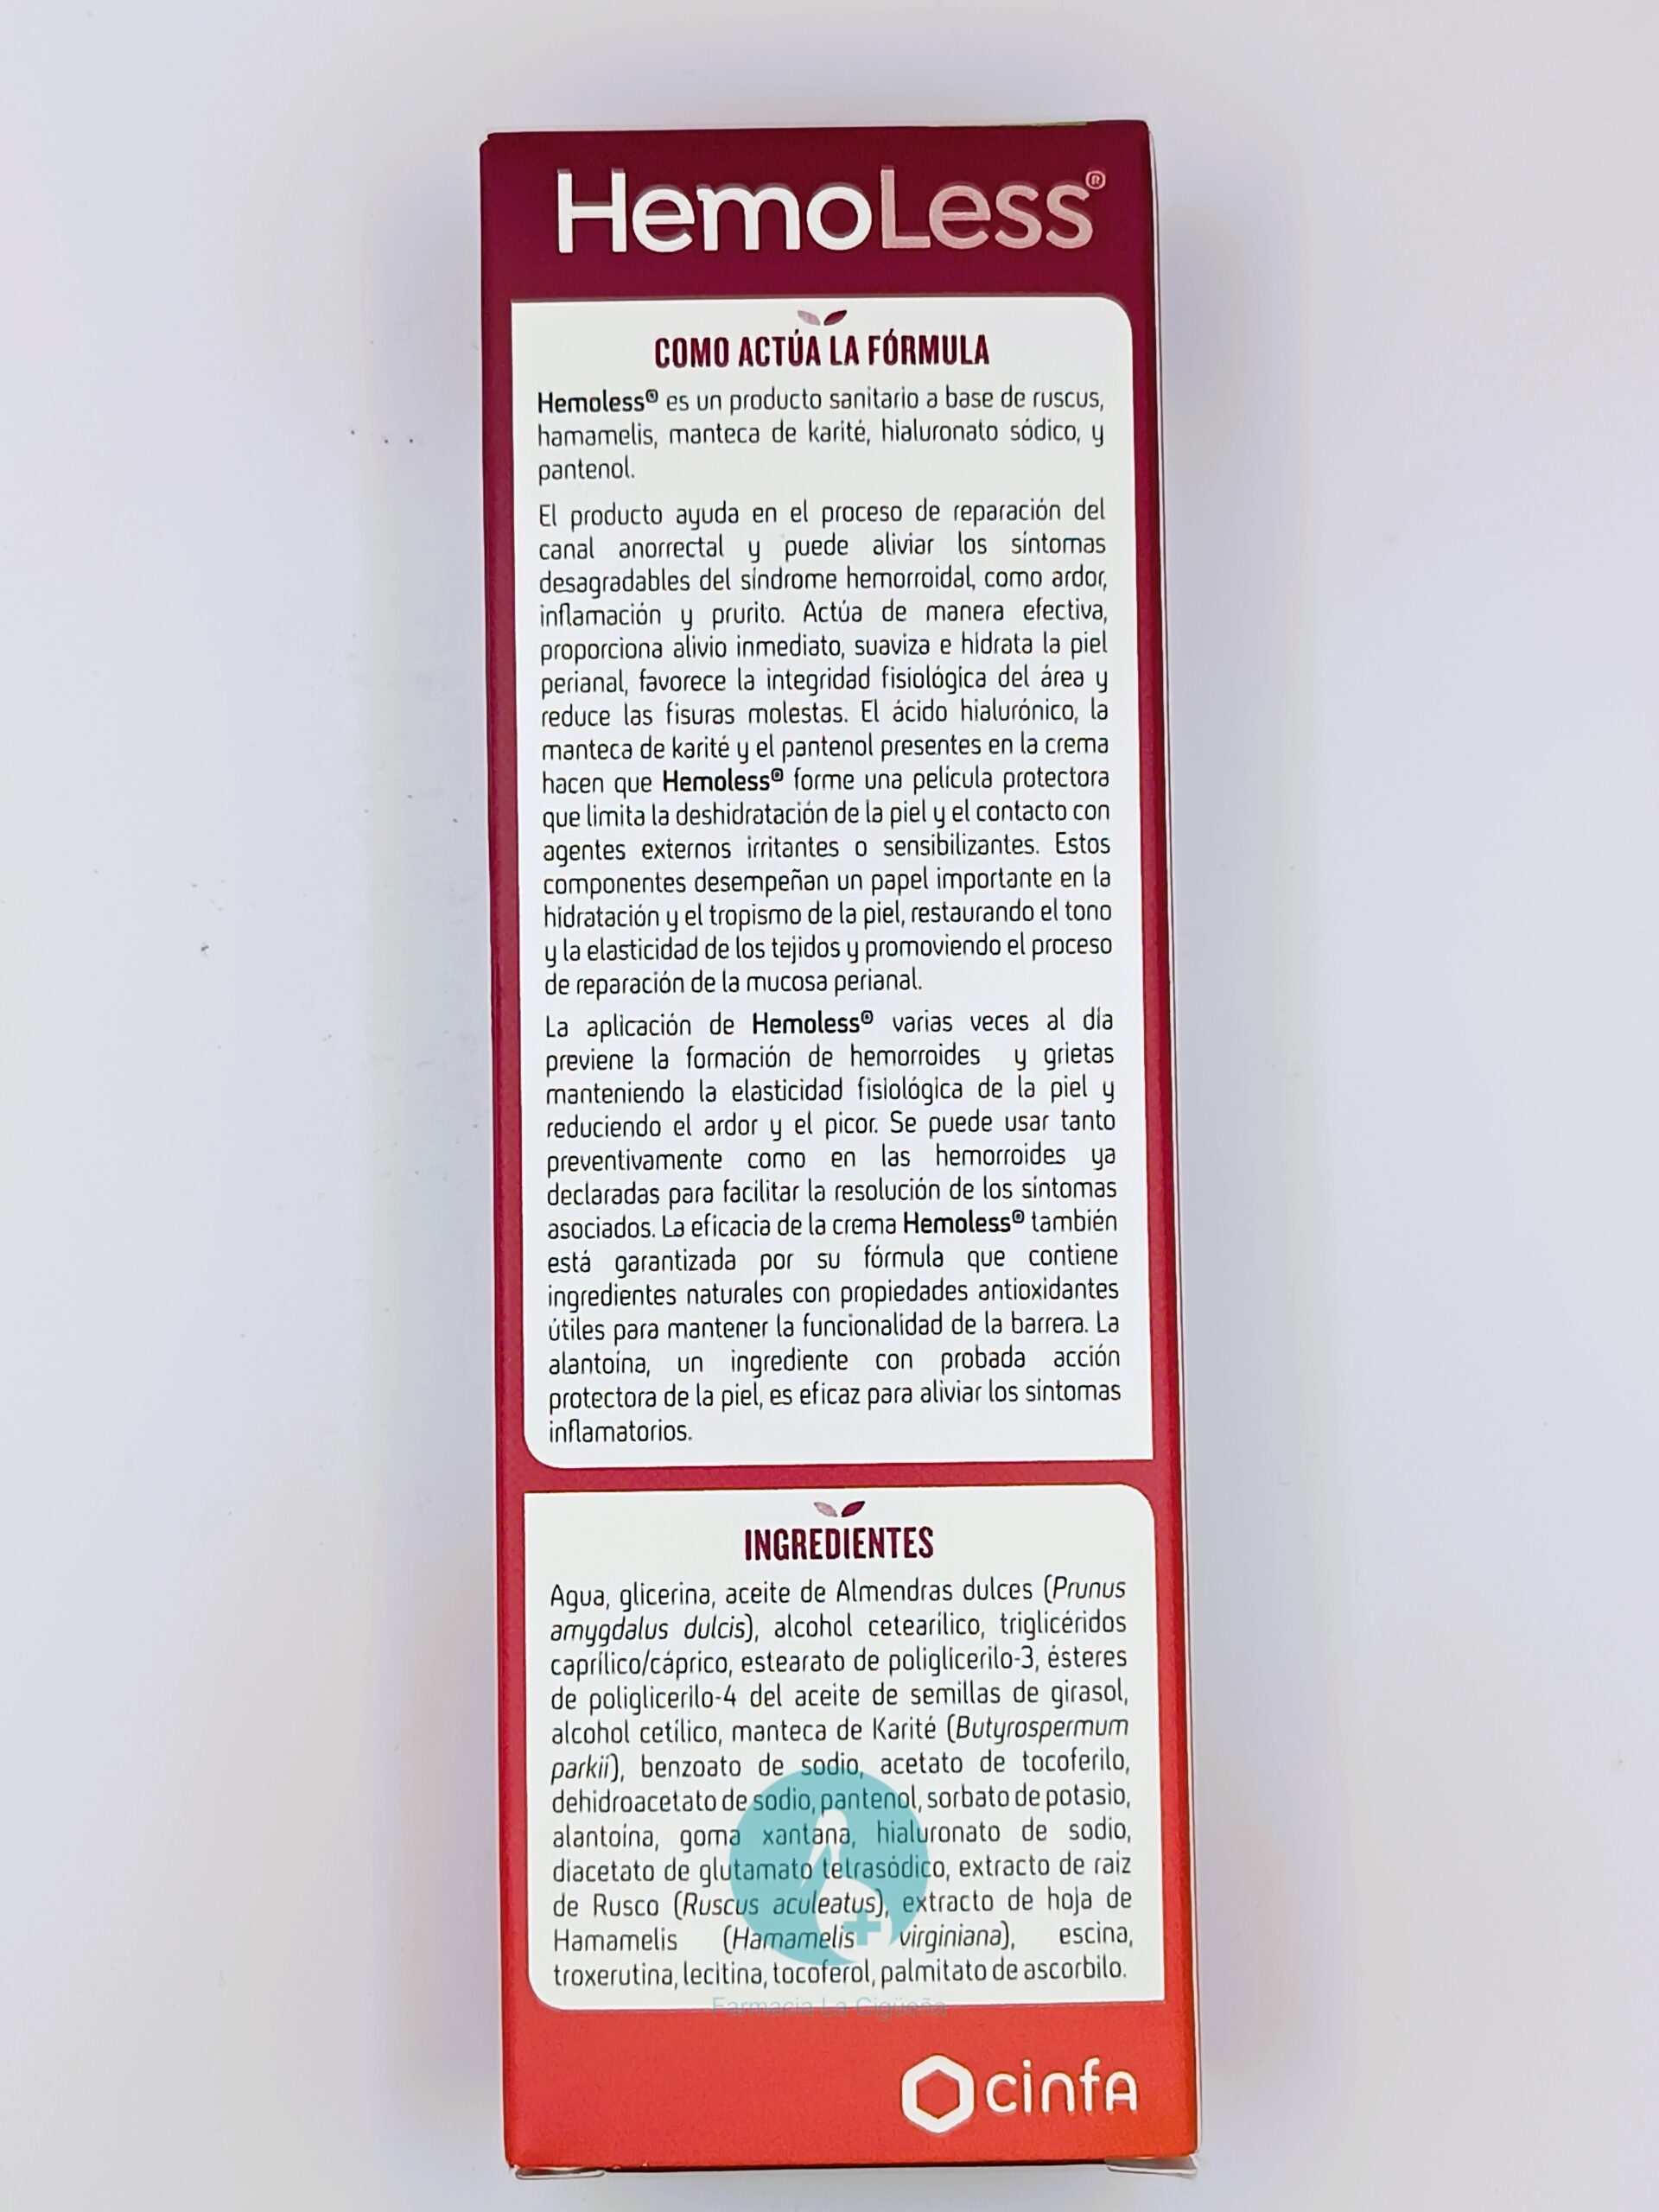 HemoLess®
COMO ACTÚA LA FÓRMULA
Hemoless® es un producto sanitario a base de ruscus,
hamamelis, manteca de karité, hialuronato sódico, y
pantenol.
El producto ayuda en el proceso de reparación del
canal anorrectal y puede aliviar los síntomas
desagradables del síndrome hemorroidal, como ardor,
inflamación y prurito. Actúa de manera efectiva,
proporciona alivio inmediato, suaviza e hidrata la piel
perianal, favorece la integridad fisiológica del área y
reduce las fisuras molestas. El ácido hialurónico, la
manteca de karité y el pantenol presentes en la crema
hacen que Hemoless® forme una película protectora
que limita la deshidratación de la piel y el contacto con
agentes externos irritantes o sensibilizantes. Estos
componentes desempeñan un papel importante en la
hidratación y el tropismo de la piel, restaurando el tono
y la elasticidad de los tejidos y promoviendo el proceso
de reparación de la mucosa perianal.
La aplicación de Hemoless® varias veces al día
previene la formación de hemorroides y grietas
manteniendo la elasticidad fisiológica de la piel y
reduciendo el ardor y el picor. Se puede usar tanto
preventivamente como en las hemorroides ya
declaradas para facilitar la resolución de los síntomas
asociados. La eficacia de la crema Hemoless® también
está garantizada por su fórmula que contiene
ingredientes naturales con propiedades antioxidantes
útiles para mantener la funcionalidad de la barrera. La
alantoína, un ingrediente con probada acción
protectora de la piel, es eficaz para aliviar los síntomas
inflamatorios.
INGREDIENTES
Agua, glicerina, aceite de Almendras dulces (Prunus
amygdalus dulcis), alcohol cetearílico, triglicéridos
caprílico/cáprico, estearato de poliglicerilo-3, ésteres
de poliglicerilo-4 del aceite de semillas de girasol,
alcohol cetílico, manteca de Karité (Butyrospermum
parkii), benzoato de sodio, acetato de tocoferilo,
dehidroacetato de sodio, pantenol, sorbato de potasio,
alantoína, goma xantana, hialuronato de sodio,
diacetato de glutamato tetrasódico, extracto de raiz
de Rusco (Ruscus aculeatus), extracto de hoja de
Hamamelis (Hamamelis virginiana), escina,
troxerutina, lecitina, tocoferol, palmitato de ascorbilo.
Farmacia La Cigüeña
cinfa